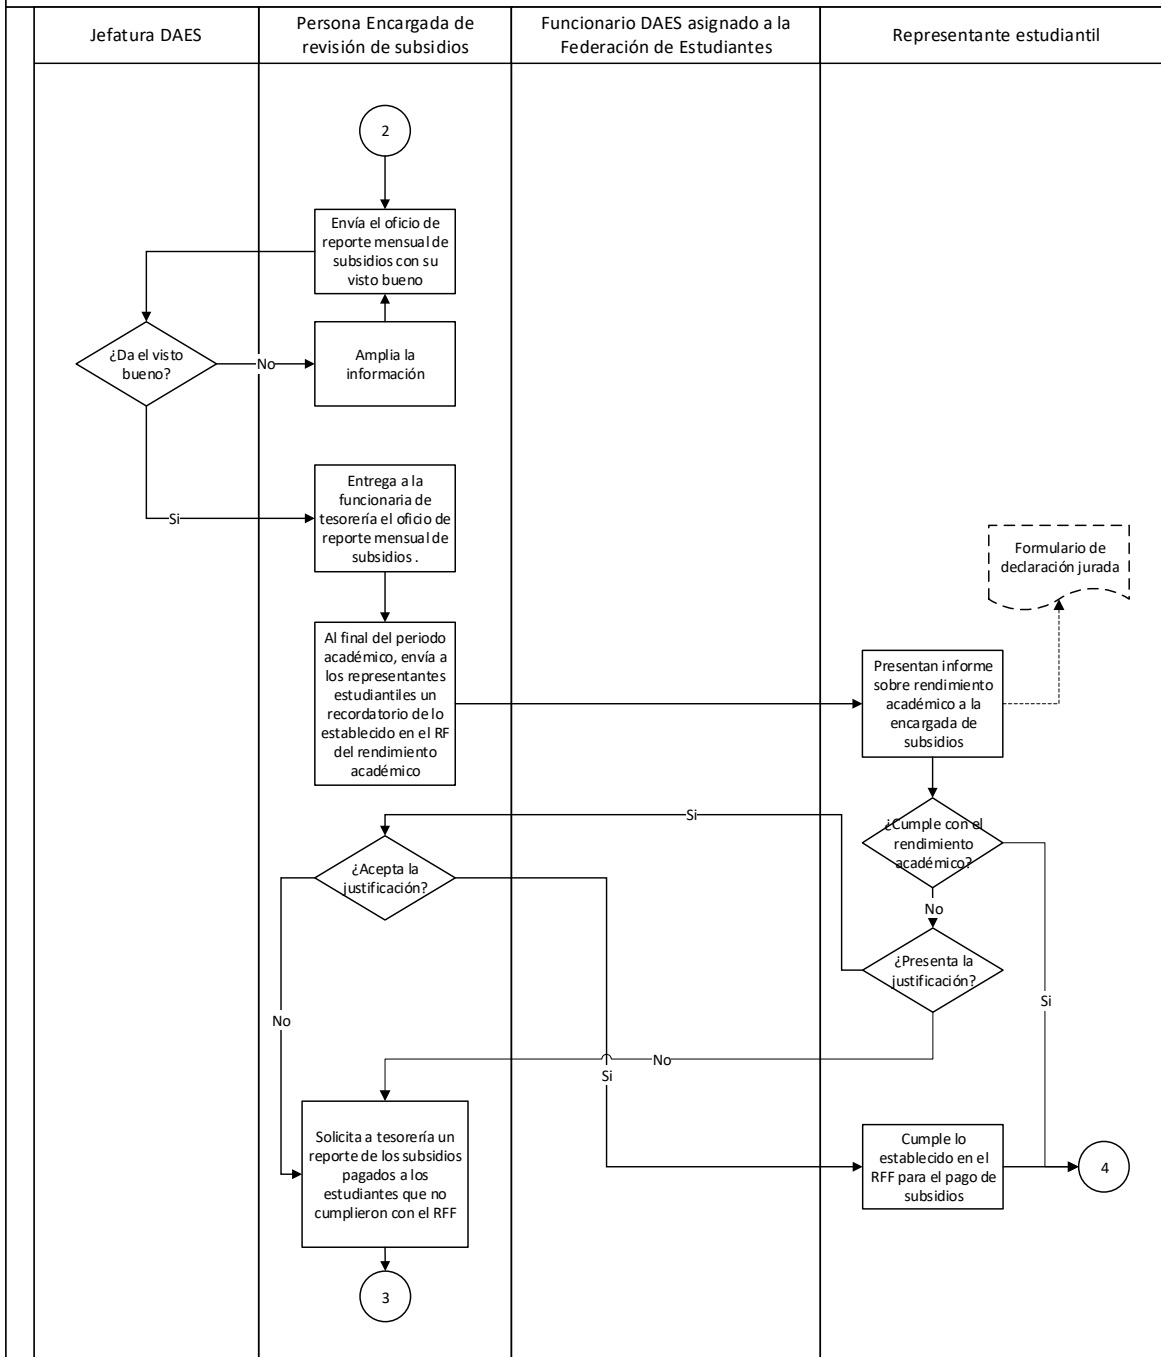 Jefatura DAES
Persona Encargada de
revisión de subsidios
Funcionario DAES asignado a la
Federación de Estudiantes
Representante estudiantil
2
Envía el oficio de
reporte mensual de
subsidios con su
visto bueno
¿Da el visto
bueno?
No
Amplia la
información
Si
Entrega a la
funcionaria de
tesorería el oficio de
reporte mensual de
subsidios .
Formulario de
declaración jurada
Al final del periodo
académico, envía a
los representantes
estudiantiles un
recordatorio de lo
establecido en el RF
del rendimiento
académico
Presentan informe
sobre rendimiento
académico a la
encargada de
subsidios
¿Cumple con el
rendimiento
académico?
Si
¿Acepta la
justificación?
No
¿Presenta la
justificación?
Si
No
No
Si
Solicita a tesorería un
reporte de los subsidios
pagados a los
estudiantes que no
cumplieron con el RFF
Cumple lo
establecido en el
RFF para el pago de
subsidios
4
3